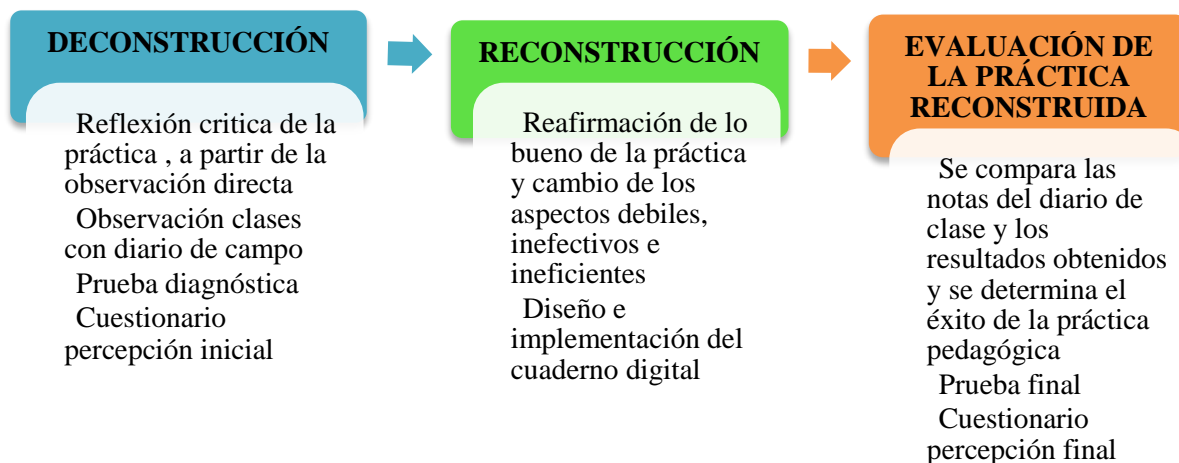 DECONSTRUCCIÓN
Reflexión critica de la
práctica , a partir de la
observación directa
Observación clases
con diario de campo
Prueba diagnóstica
Cuestionario
percepción inicial
RECONSTRUCCIÓN
Reafirmación de lo
bueno de la práctica
y cambio de los
aspectos debiles,
inefectivos e
ineficientes
Diseño e
implementación del
cuaderno digital
EVALUACIÓN DE
LA PRÁCTICA
RECONSTRUIDA
Se compara las
notas del diario de
clase y los
resultados obtenidos
y se determina el
éxito de la práctica
pedagógica
Prueba final
Cuestionario
percepción final